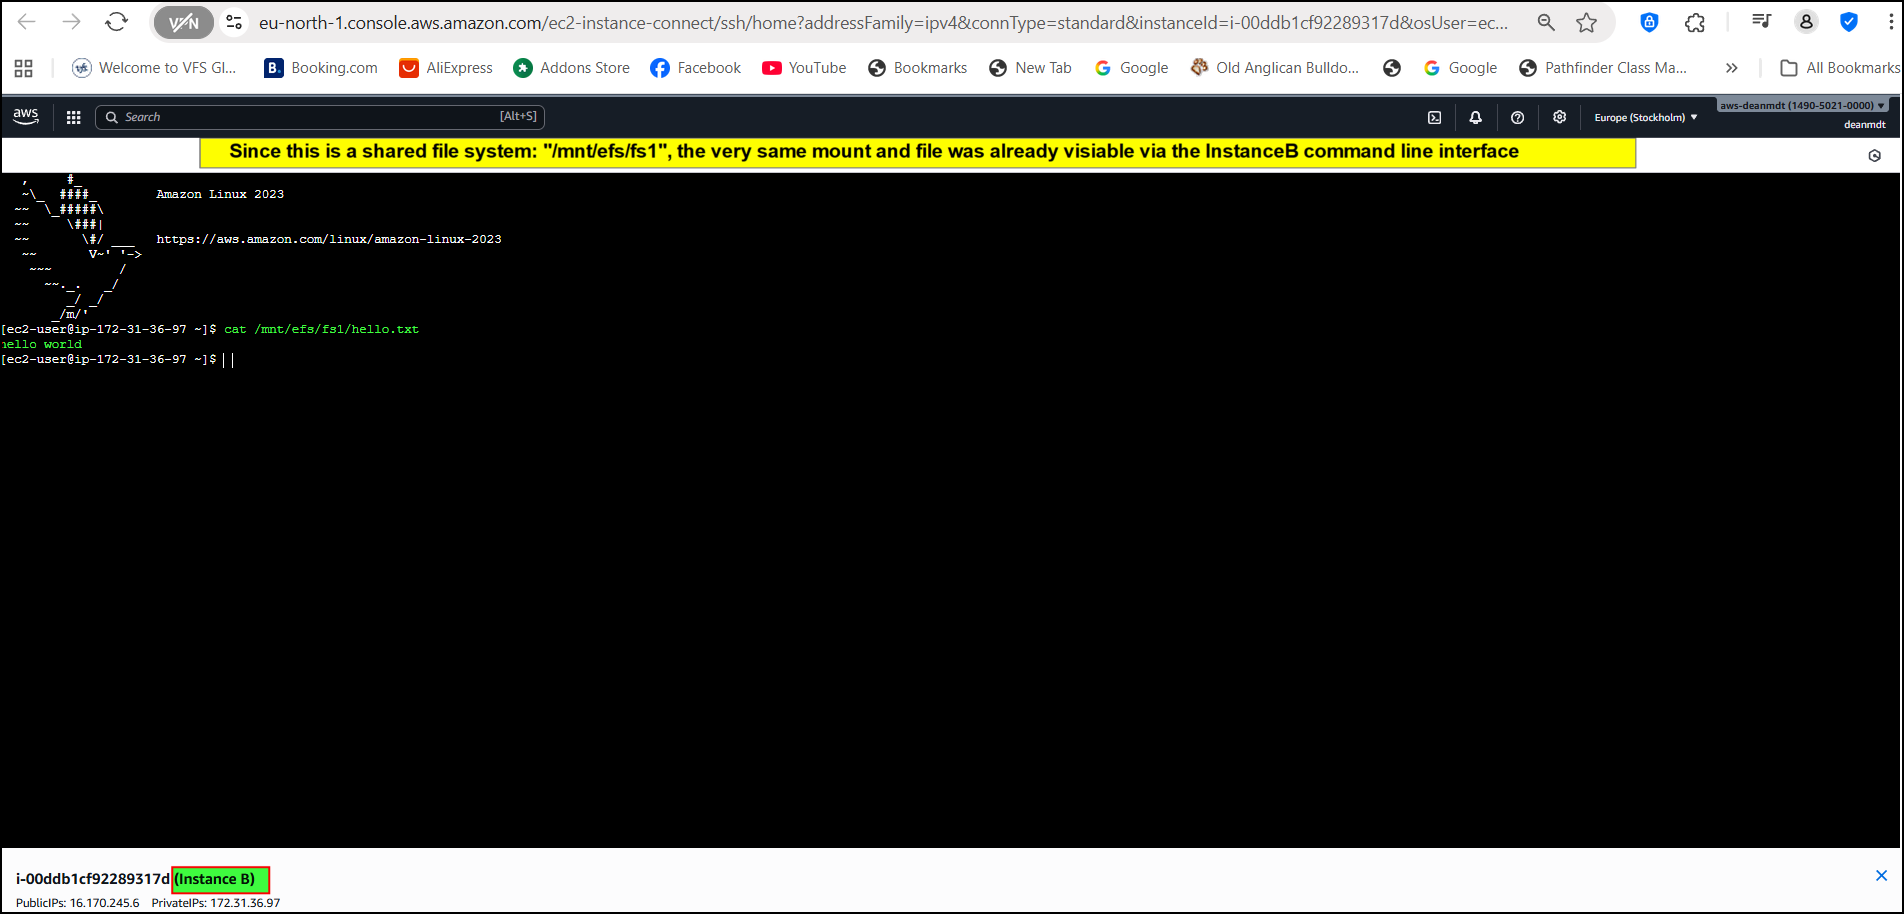 VPN
eu-north-1.console.aws.amazon.com/ec2-instance-connect/ssh/home?addressFamily=ipv4&connType=standard&instanceId=i-00ddb1cf92289317d&osUser=ec...
Welcome to VFS Gl... Booking.com AliExpress Addons Store Facebook YouTube Bookmarks New Tab Google Old Anglican Bulldo... Google Pathfinder Class Ma... » All Bookmarks
aws Search [Alt+S] Europe (Stockholm) aws-deanmdt (1490-5021-0000)
deanmdt
Since this is a shared file system: "/mnt/efs/fs1", the very same mount and file was already visiable via the InstanceB command line interface
,     #_
~\_  ####_        Amazon Linux 2023
~~  \_#####\
~~     \###|
~~       \#/ ___   https://aws.amazon.com/linux/amazon-linux-2023
~~       V~' '->
~~~         /
~~._.   _/
_/ _/
_/m/'
[ec2-user@ip-172-31-36-97 ~]$ cat /mnt/efs/fs1/hello.txt
hello world
[ec2-user@ip-172-31-36-97 ~]$
i-00ddb1cf92289317d (Instance B)
PublicIPs: 16.170.245.6 PrivateIPs: 172.31.36.97